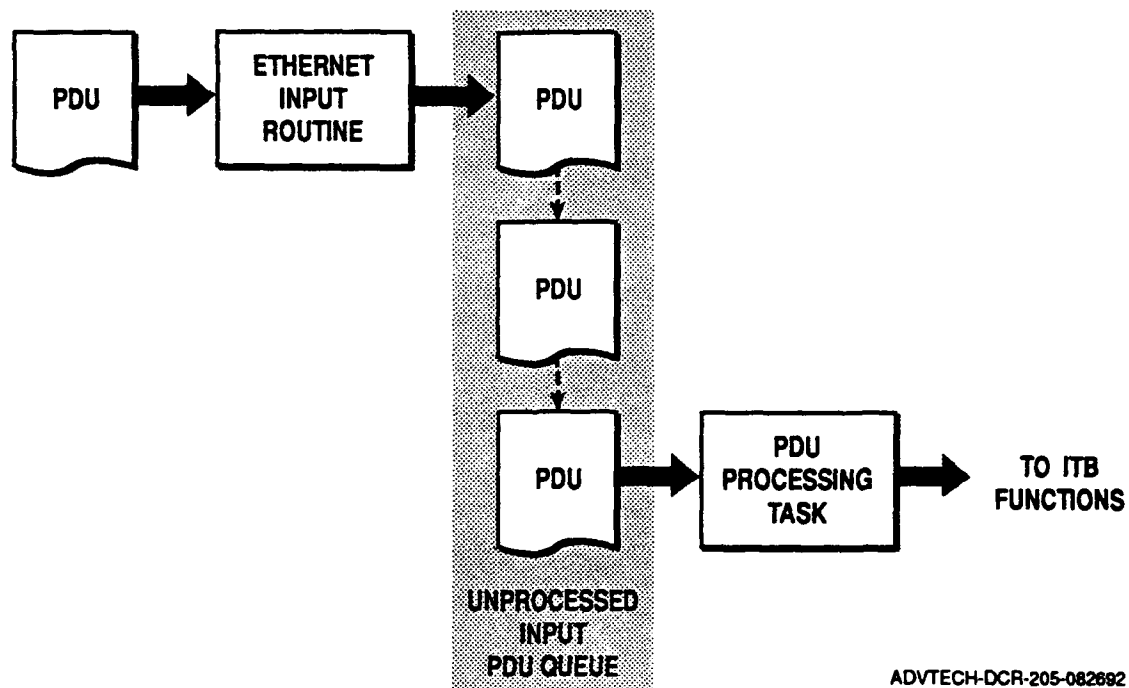 PDU
ETHERNET
INPUT
ROUTINE
PDU
PDU
PDU
PDU
PROCESSING
TASK
TO ITB
FUNCTIONS
UNPROCESSED
INPUT
PDU QUEUE
ADVTECH-DCR-205-082692